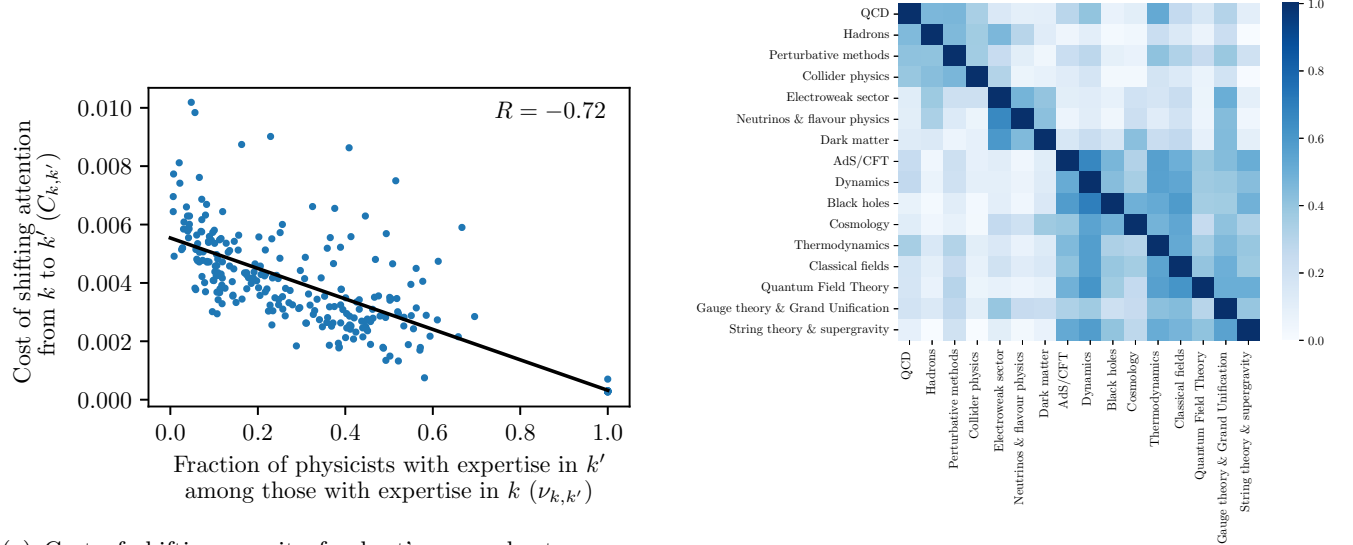 R = −0.72
0.010
0.008
0.006
0.004
0.002
0.000
Cost of shifting attention
from k to k′ (C_{k,k′})
0.0 0.2 0.4 0.6 0.8 1.0
Fraction of physicists with expertise in k′
among those with expertise in k (ν_{k,k′})
QCD
Hadrons
Perturbative methods
Collider physics
Electroweak sector
Neutrinos & flavour physics
Dark matter
AdS/CFT
Dynamics
Black holes
Cosmology
Thermodynamics
Classical fields
Quantum Field Theory
Gauge theory & Grand Unification
String theory & supergravity
QCD
Hadrons
Perturbative methods
Collider physics
Electroweak sector
Neutrinos & flavour physics
Dark matter
AdS/CFT
Dynamics
Black holes
Cosmology
Thermodynamics
Classical fields
Quantum Field Theory
Gauge theory & Grand Unification
String theory & supergravity
1.0
0.8
0.6
0.4
0.2
0.0